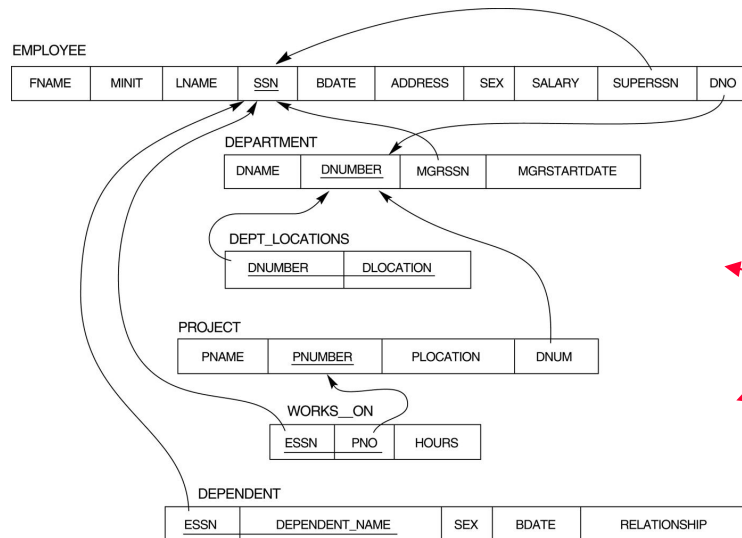 EMPLOYEE
FNAME MINIT LNAME SSN BDATE ADDRESS SEX SALARY SUPERSSN DNO
DEPARTMENT
DNAME DNUMBER MGRSSN MGRSTARTDATE
DEPT_LOCATIONS
DNUMBER DLOCATION
PROJECT
PNAME PNUMBER PLOCATION DNUM
WORKS_ON
ESSN PNO HOURS
DEPENDENT
ESSN DEPENDENT_NAME SEX BDATE RELATIONSHIP